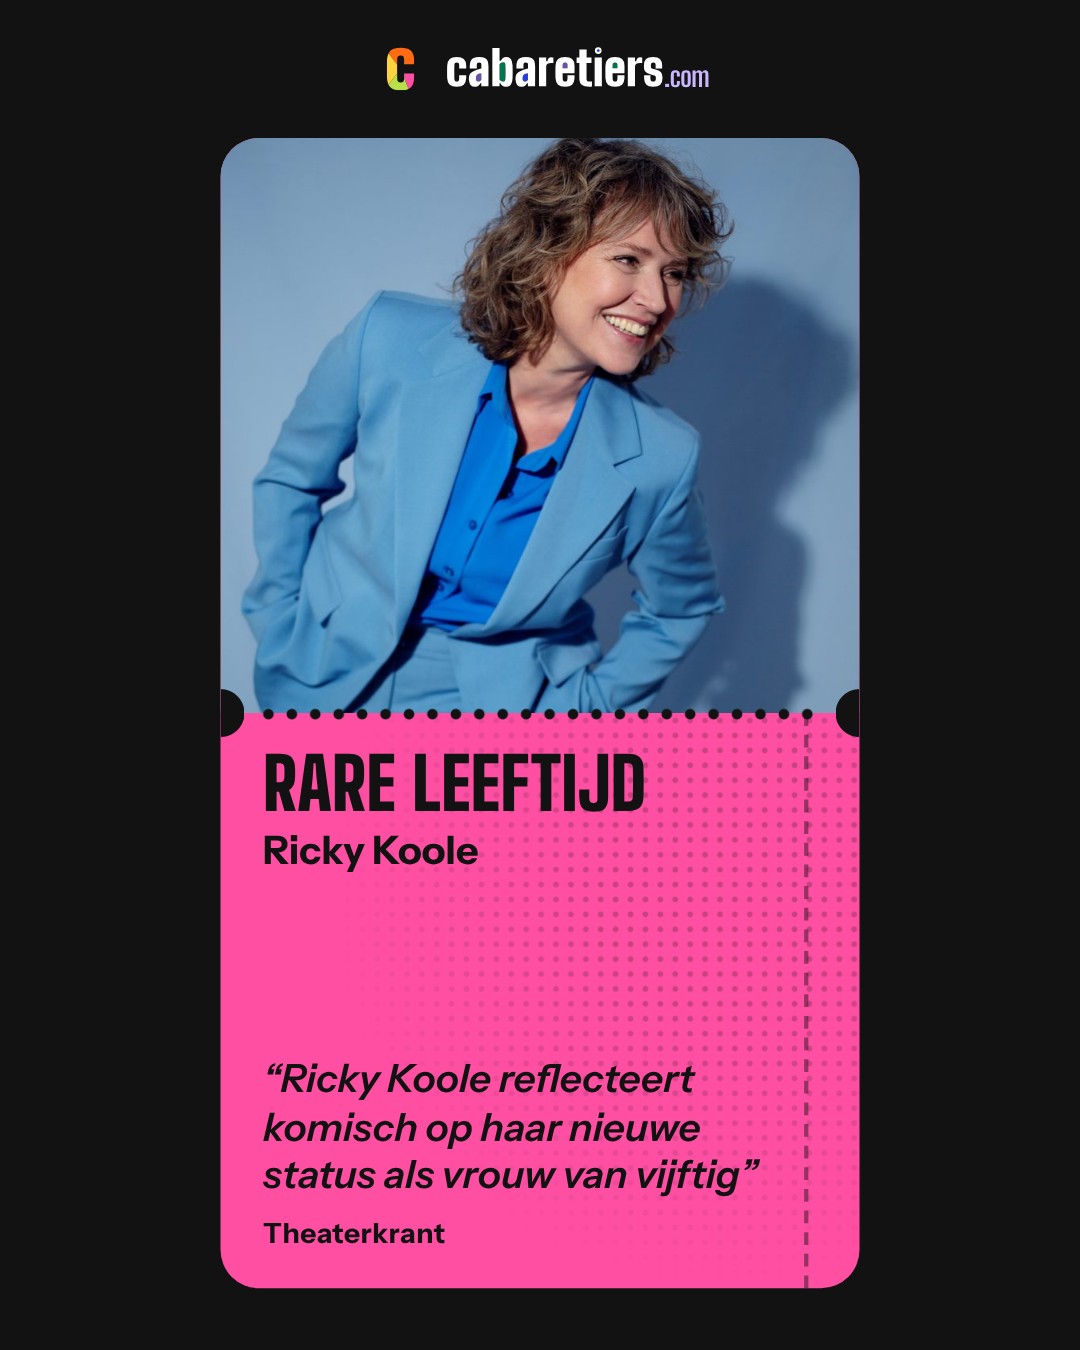 cabaretiers.com
RARE LEEFTIJD
Ricky Koole
“Ricky Koole reflecteert
komisch op haar nieuwe
status als vrouw van vijftig”
Theaterkrant